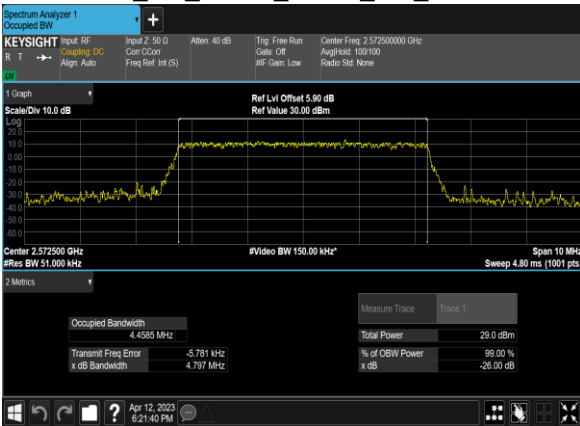 Spectrum Analyzer 1
Occupied BW
+
KEYSIGHT
R T
LW
Input: RF
Coupling: DC
Align: Auto
Input Z: 50 Ω
Corr CCorr
Freq Ref: Int (S)
Atten: 40 dB
Trig: Free Run
Gate: Off
#IF Gain: Low
Center Freq: 2.572500000 GHz
Avg|Hold: 100/100
Radio Std: None
1 Graph
Scale/Div 10.0 dB
Ref Lvl Offset 5.90 dB
Ref Value 30.00 dBm
Log
20.0
10.0
0.00
-10.0
-20.0
-30.0
-40.0
-50.0
-60.0
Center 2.572500 GHz
#Res BW 51.000 kHz
#Video BW 150.00 kHz*
Span 10 MHz
Sweep 4.80 ms (1001 pts)
2 Metrics
Measure Trace Trace 1
Occupied Bandwidth
4.4585 MHz
Total Power 29.0 dBm
Transmit Freq Error -5.781 kHz
% of OBW Power 99.00 %
x dB Bandwidth 4.797 MHz
x dB -26.00 dB
?
Apr 12, 2023
6:21:40 PM